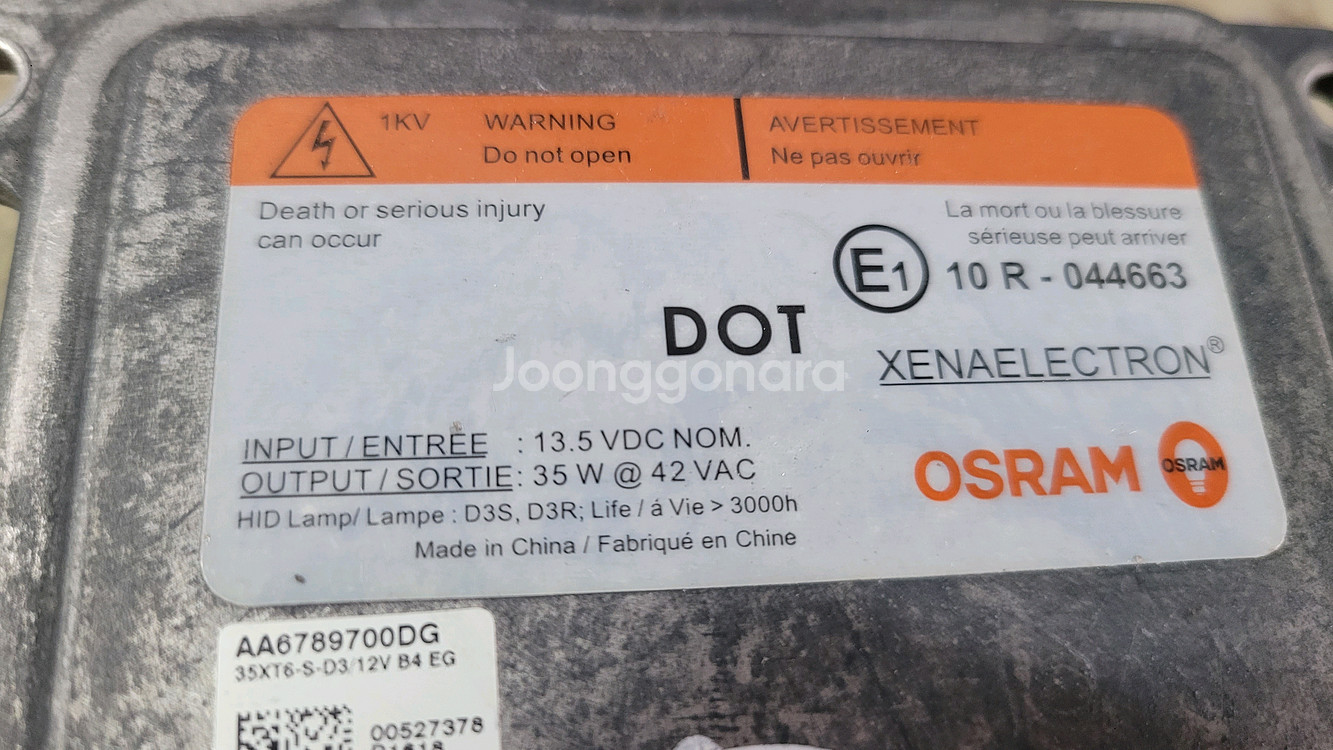 1KV WARNING
Do not open
AVERTISSEMENT
Ne pas ouvrir
Death or serious injury
can occur
La mort ou la blessure
sérieuse peut arriver
E1 10 R - 044663
DOT
Joonggonara
XENAELECTRON®
INPUT / ENTRÉE : 13.5 VDC NOM.
OUTPUT / SORTIE : 35 W @ 42 VAC
HID Lamp/ Lampe : D3S, D3R; Life / á Vie > 3000h
Made in China / Fabriqué en Chine
OSRAM OSRAM
AA6789700DG
35XT6-S-D3/12V B4 EG
00527378